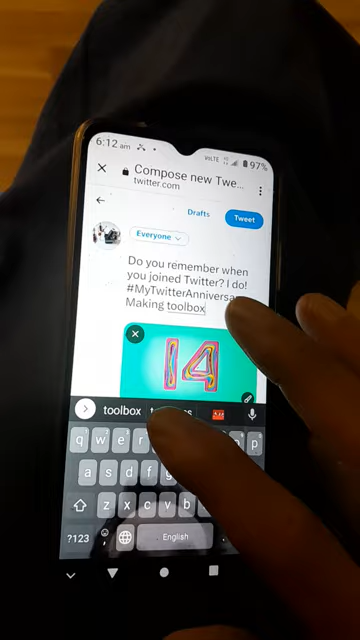 6:12 am VoLTE 97%
Compose new Twe...
twitter.com
Drafts Tweet
Everyone
Do you remember when
you joined Twitter? I do!
#MyTwitterAnniversa
Making toolbox
14
toolbox
q w e r p
a s d f g
z x c v b
?123 English